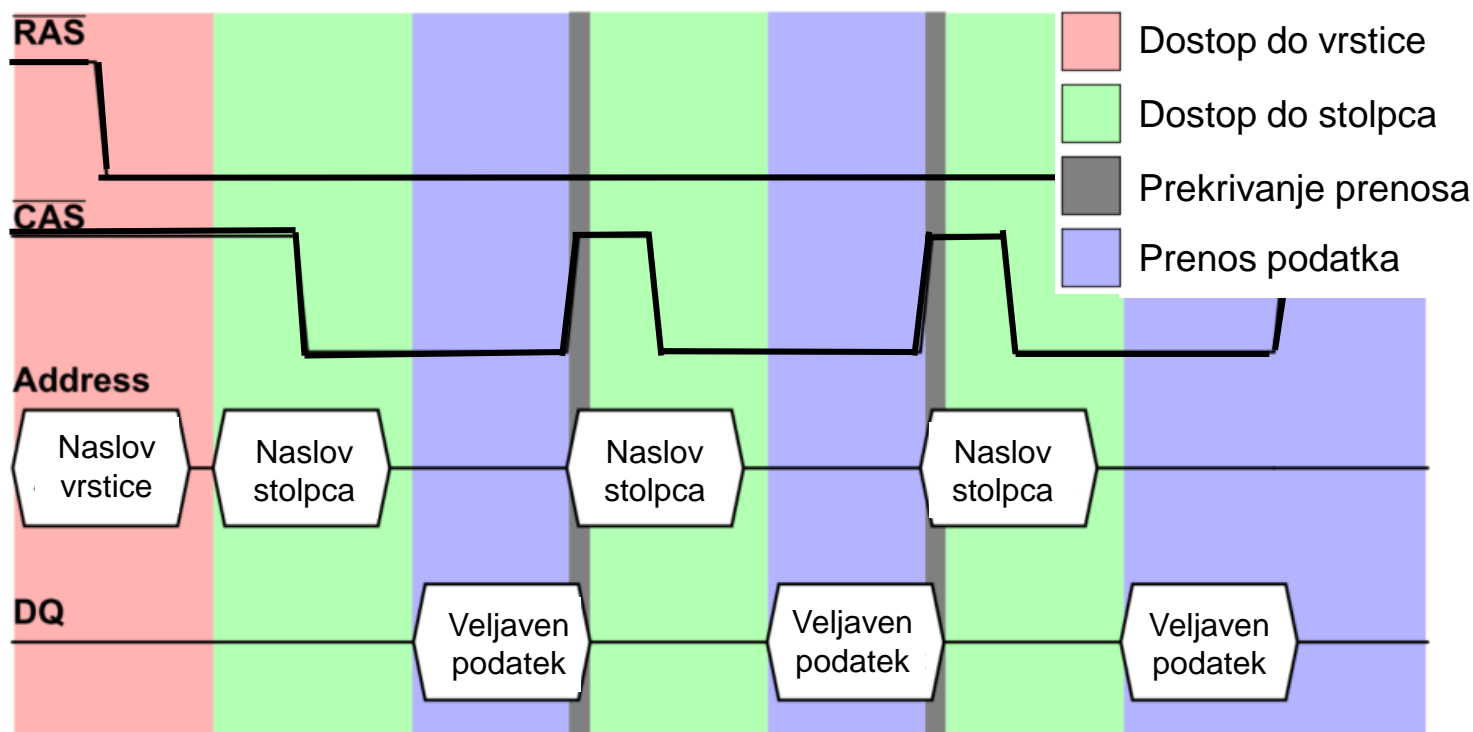 RAS
Dostop do vrstice
Dostop do stolpca
Prekrivanje prenosa
CAS
Prenos podatka
Address
Naslov
vrstice
Naslov
stolpca
Naslov
stolpca
Naslov
stolpca
DQ
Veljaven
podatek
Veljaven
podatek
Veljaven
podatek